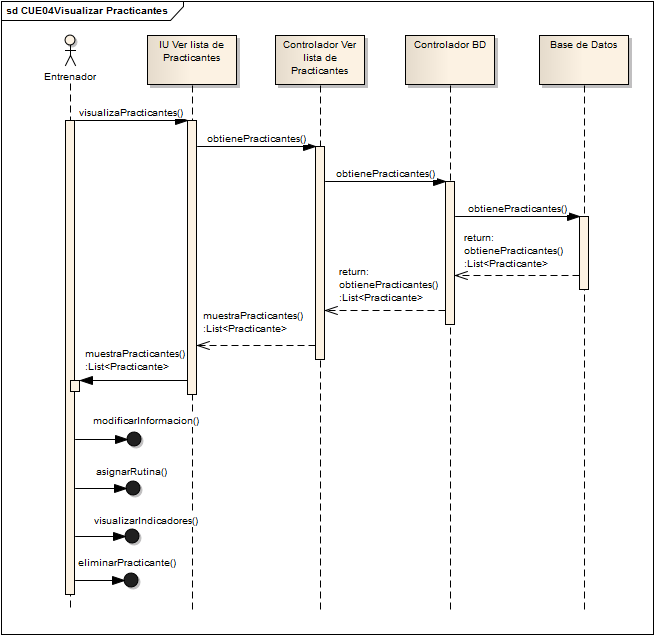 sd CUE04Visualizar Practicantes
Entrenador
IU Ver lista de
Practicantes
Controlador Ver
lista de
Practicantes
Controlador BD
Base de Datos
visualizaPracticantes()
obtienePracticantes()
obtienePracticantes()
obtienePracticantes()
return:
obtienePracticantes()
:List<Practicante>
return:
obtienePracticantes()
:List<Practicante>
muestraPracticantes()
:List<Practicante>
muestraPracticantes()
:List<Practicante>
modificarInformacion()
asignarRutina()
visualizarIndicadores()
eliminarPracticante()